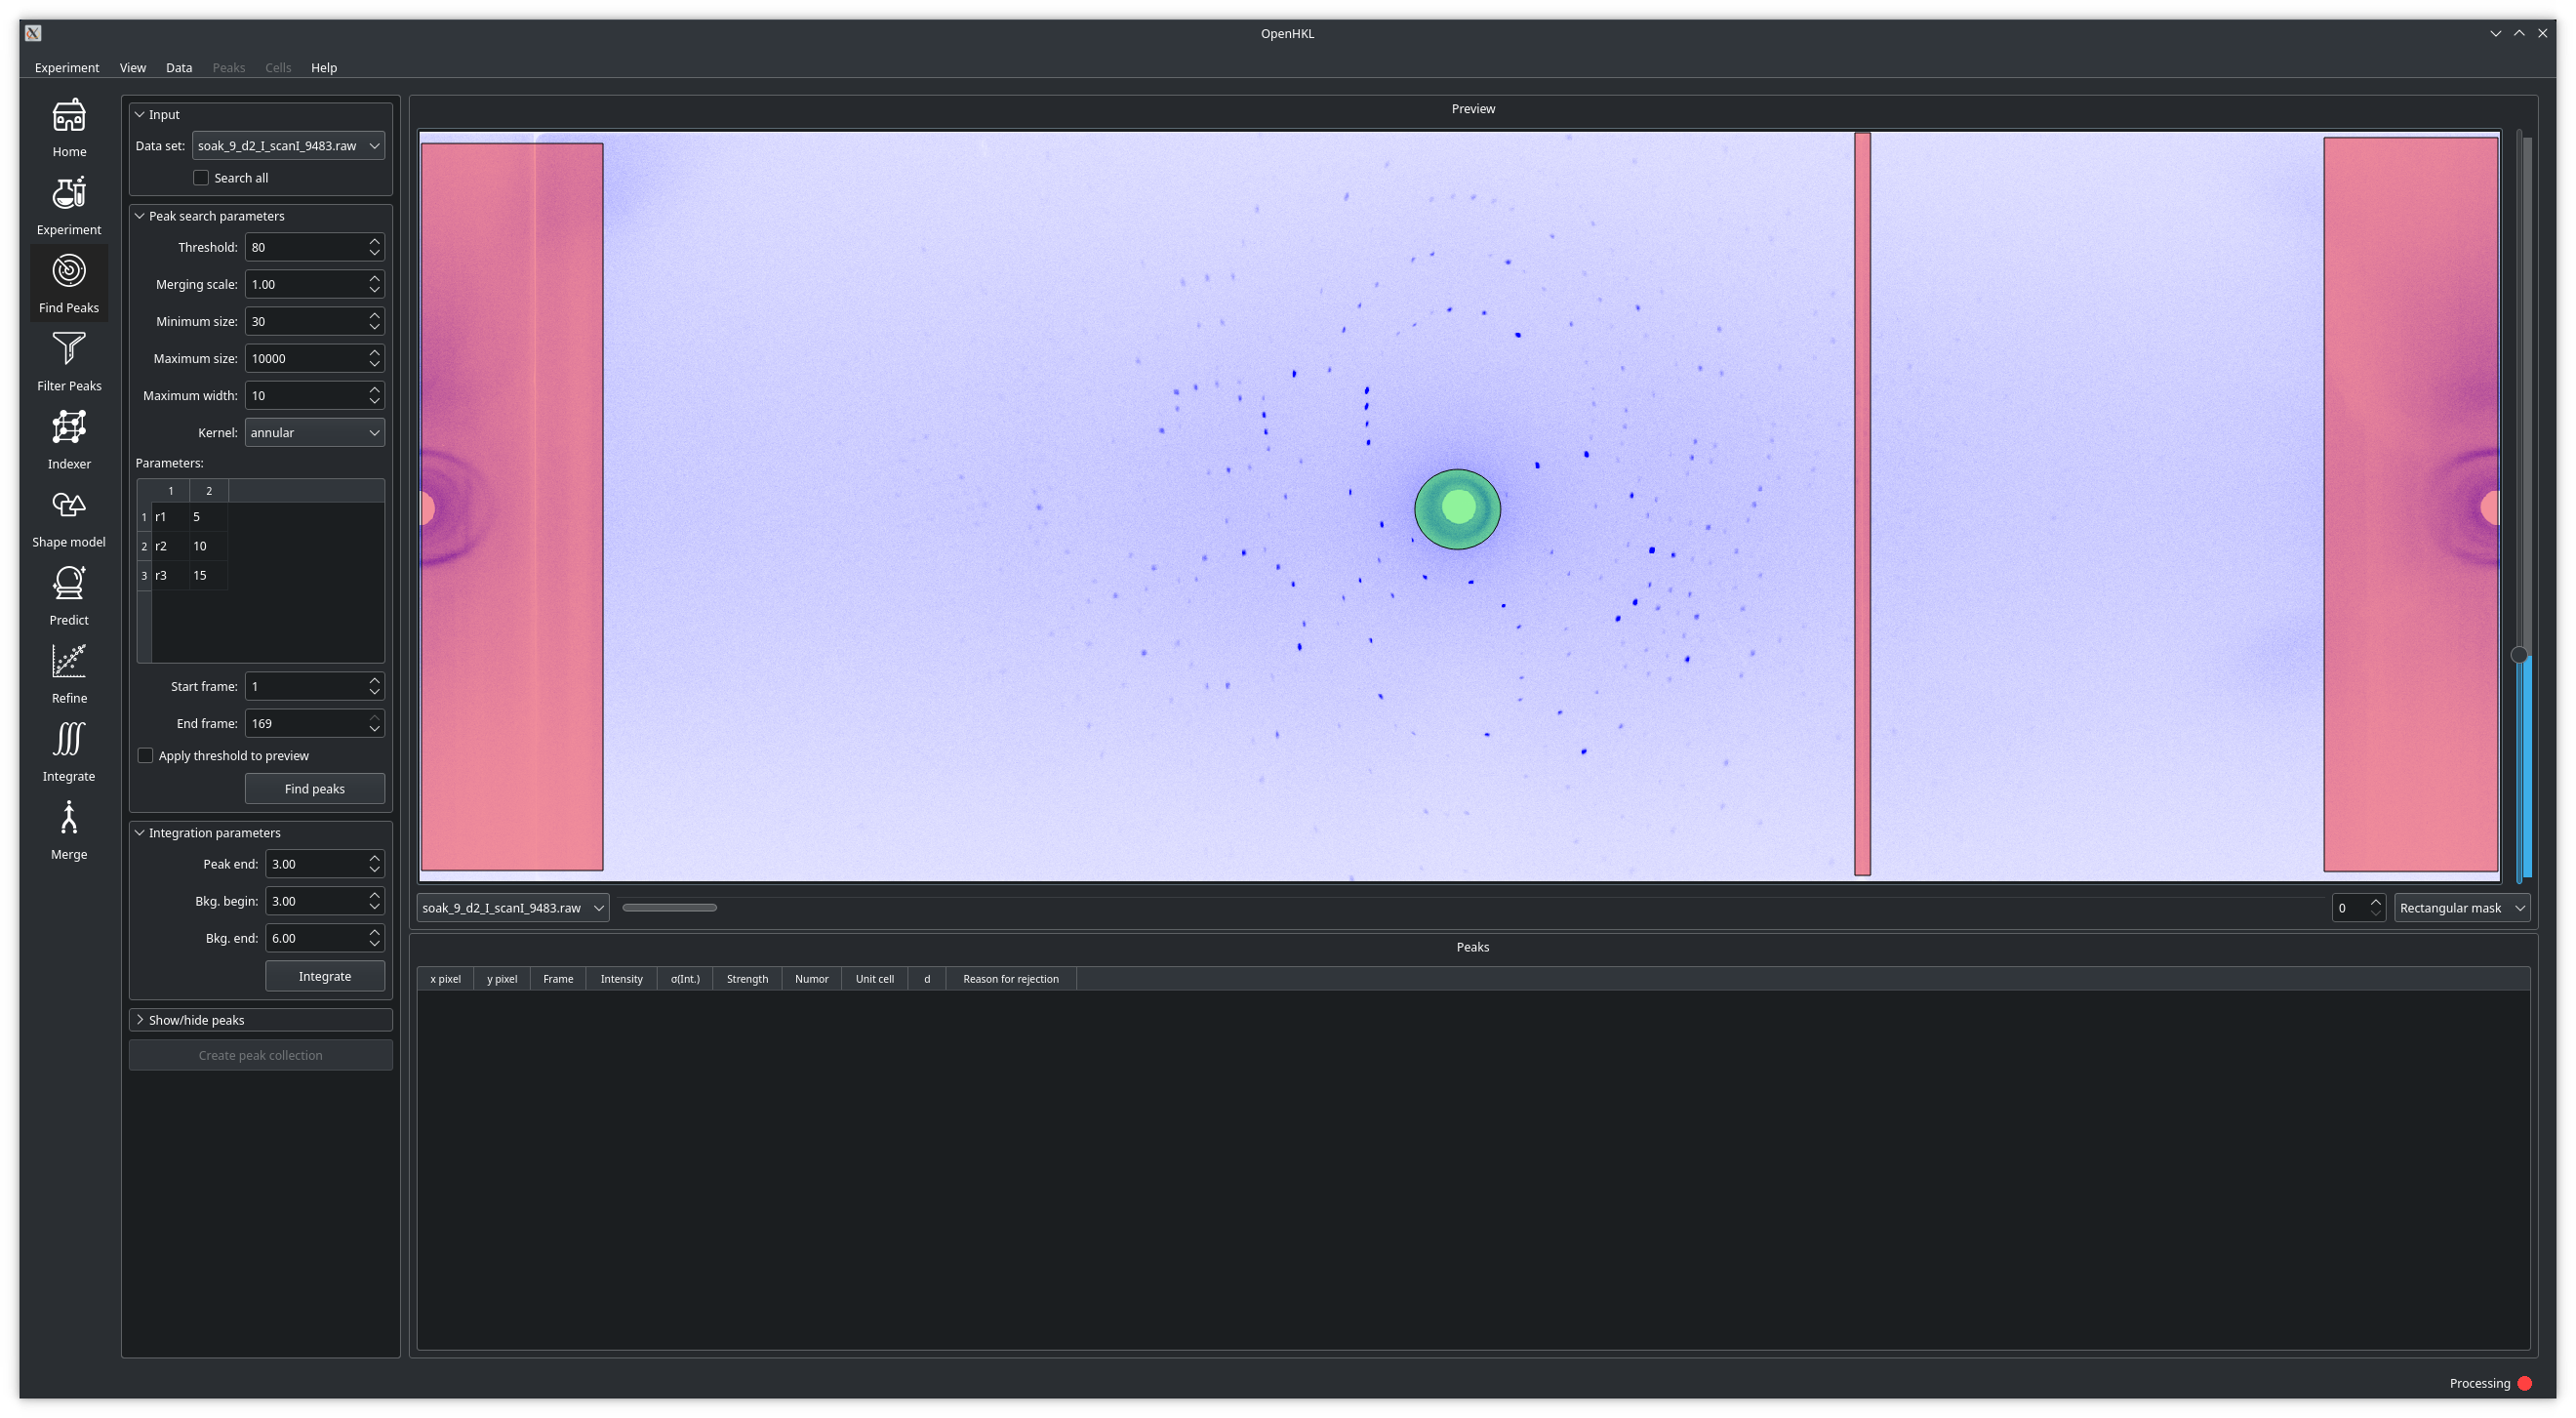 OpenHKL
Experiment View Data Peaks Cells Help
Home
Experiment
Find Peaks
Filter Peaks
Indexer
Shape model
Predict
Refine
Integrate
Merge
Input
Data set: soak_9_d2_I_scanI_9483.raw
Search all
Peak search parameters
Threshold: 80
Merging scale: 1.00
Minimum size: 30
Maximum size: 10000
Maximum width: 10
Kernel: annular
Parameters:
1 2
1 r1 5
2 r2 10
3 r3 15
Start frame: 1
End frame: 169
Apply threshold to preview
Find peaks
Integration parameters
Peak end: 3.00
Bkg. begin: 3.00
Bkg. end: 6.00
Integrate
Show/hide peaks
Create peak collection
Preview
soak_9_d2_I_scanI_9483.raw 0 Rectangular mask
Peaks
x pixel y pixel Frame Intensity σ(Int.) Strength Numor Unit cell d Reason for rejection
Processing